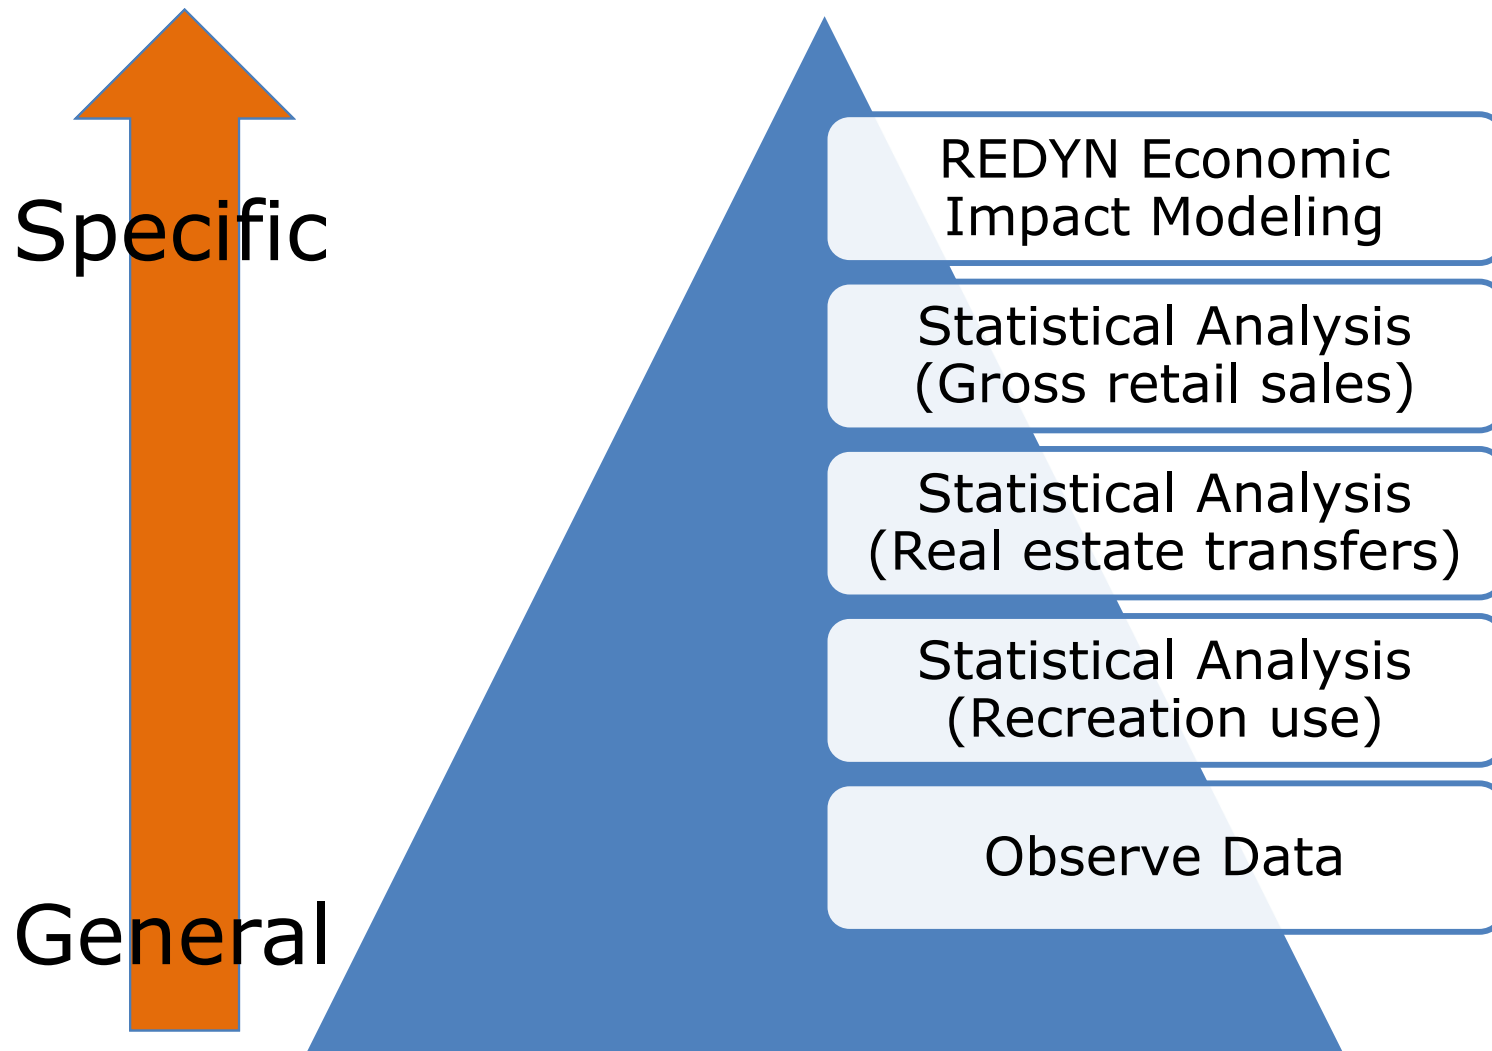 Specific
REDYN Economic
Impact Modeling
Statistical Analysis
(Gross retail sales)
Statistical Analysis
(Real estate transfers)
Statistical Analysis
(Recreation use)
Observe Data
General